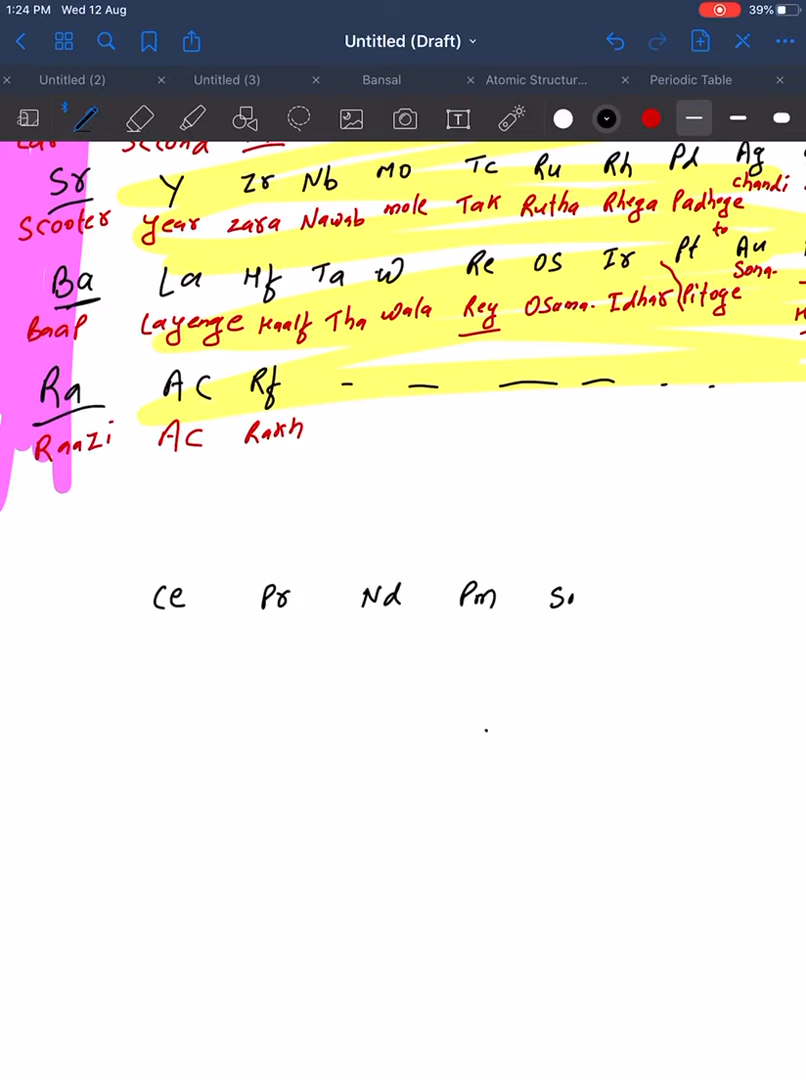 1:24 PM Wed 12 Aug 39%
Untitled (Draft)
Untitled (2) Untitled (3) Bansal Atomic Structur... Periodic Table
T
Second
Sr Y Zr Nb Mo Tc Ru Rh Pd Ag
Scooter Year zara Nawab mole Tak Rutha Rhega Padhoge to chandi
Ba La Hf Ta W Re OS Ir Pt Au
BaaP Layenge Haalf Tha Wala Rey Osama. Idhar Pitoge Sona-
Ra AC Rf - - - - . .
RaaZi AC Rakh
Ce Pr Nd Pm